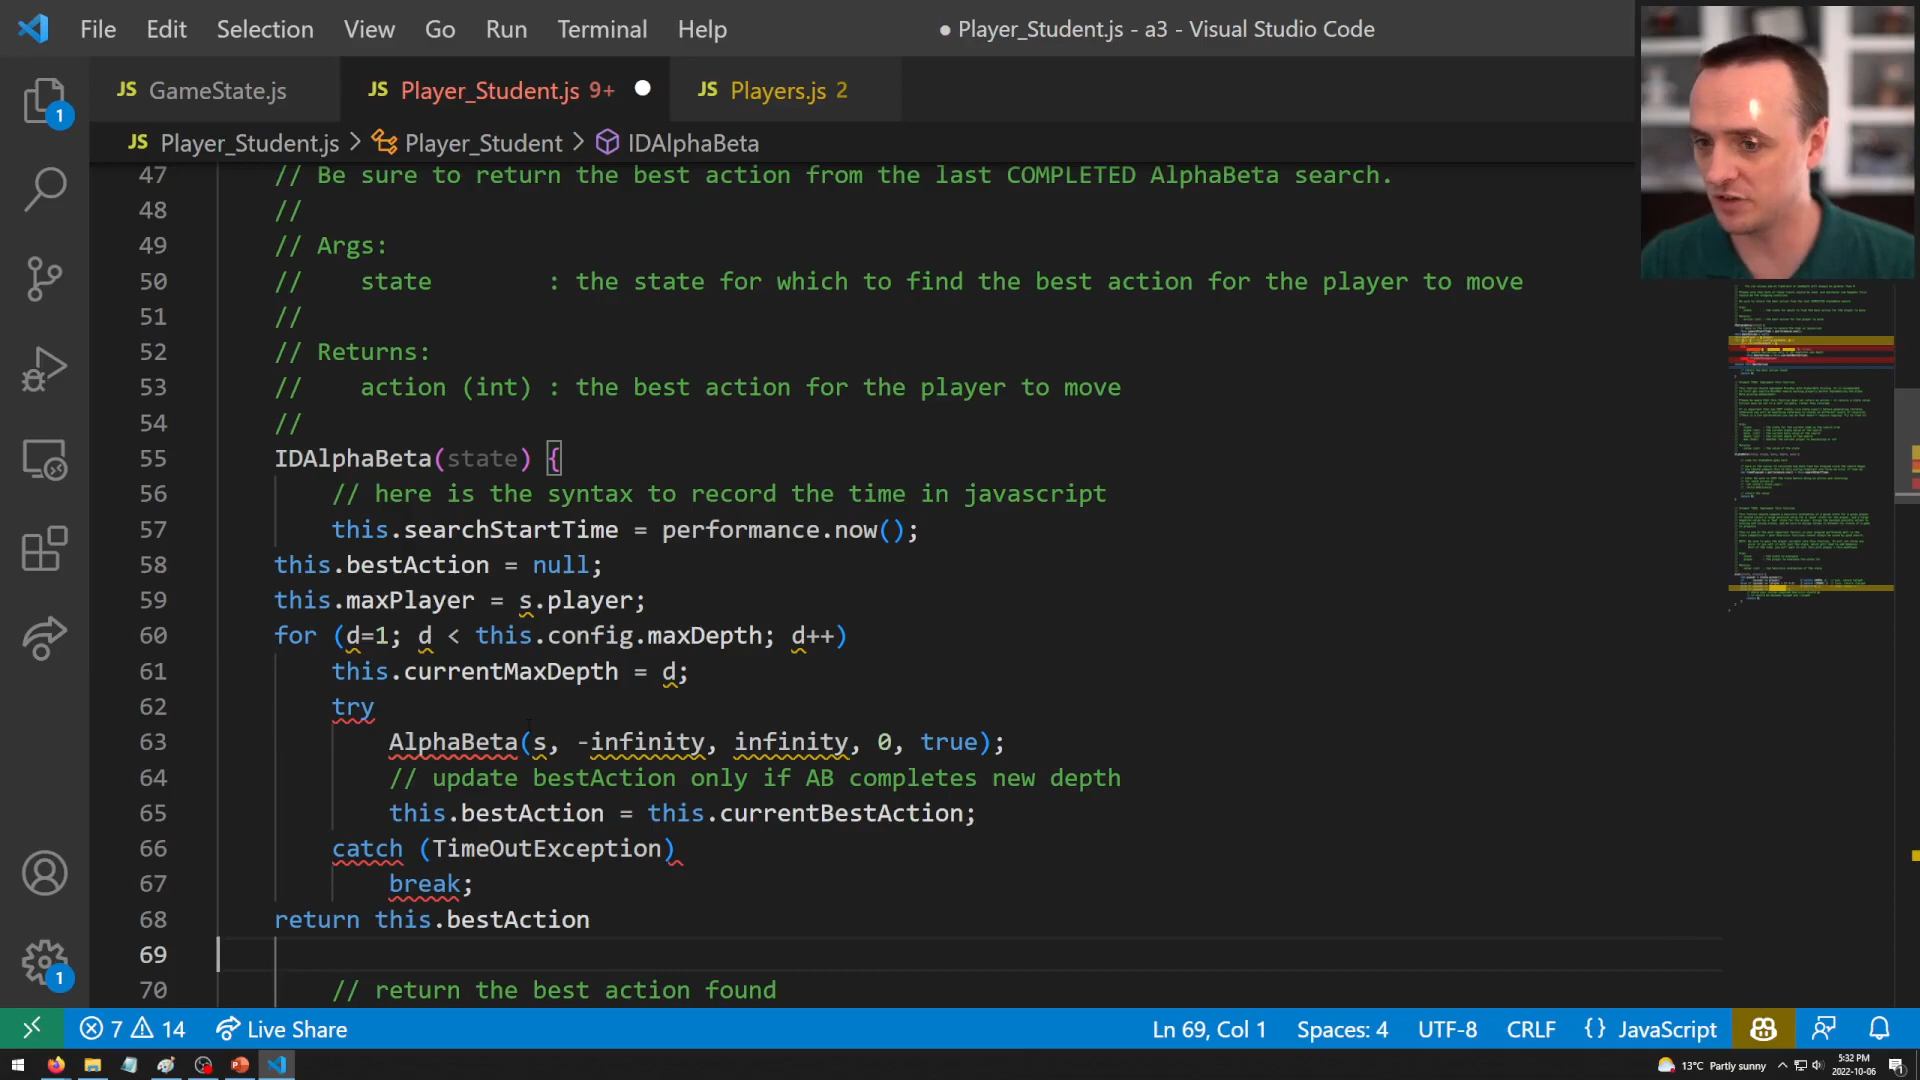 File Edit Selection View Go Run Terminal Help ● Player_Student.js - a3 - Visual Studio Code
JS GameState.js JS Player_Student.js 9+ JS Players.js 2
1
JS Player_Student.js > Player_Student > IDAlphaBeta
47 // Be sure to return the best action from the last COMPLETED AlphaBeta search.
48 //
49 // Args:
50 // state : the state for which to find the best action for the player to move
51 //
52 // Returns:
53 // action (int) : the best action for the player to move
54 //
55 IDAlphaBeta(state) {
56 // here is the syntax to record the time in javascript
57 this.searchStartTime = performance.now();
58 this.bestAction = null;
59 this.maxPlayer = s.player;
60 for (d=1; d < this.config.maxDepth; d++)
61 this.currentMaxDepth = d;
62 try
63 AlphaBeta(s, -infinity, infinity, 0, true);
64 // update bestAction only if AB completes new depth
65 this.bestAction = this.currentBestAction;
66 catch (TimeOutException)
67 break;
68 return this.bestAction
69
70 // return the best action found
1
7 14 Live Share Ln 69, Col 1 Spaces: 4 UTF-8 CRLF {} JavaScript
13°C Partly sunny 5:32 PM
2022-10-06 1